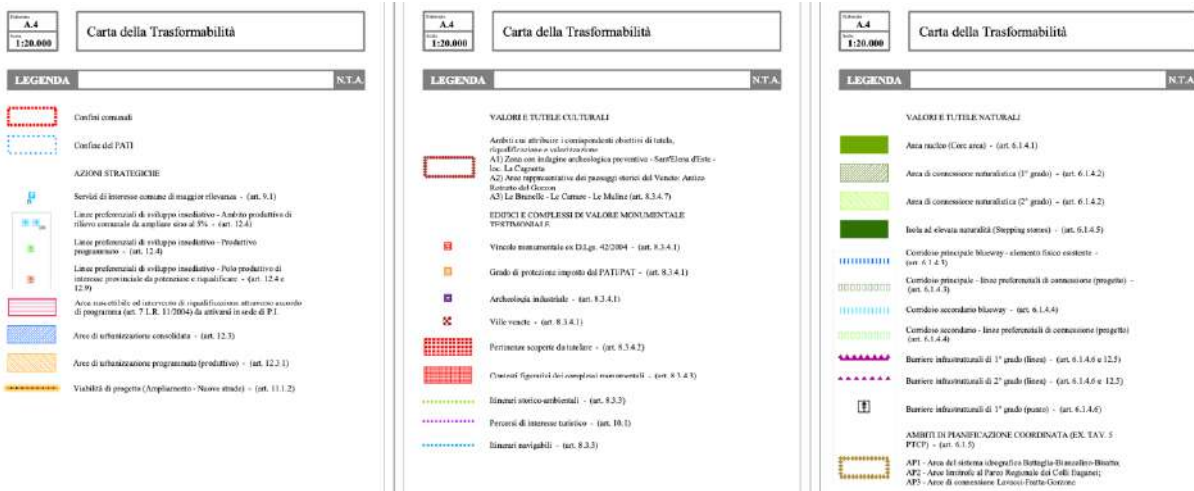 Elaborato
A.4
Scala
1:20.000
Carta della Trasformabilità
LEGENDA
N.T.A.
Confini comunali
Confine del PATI
AZIONI STRATEGICHE
Servizi di interesse comune di maggior rilevanza - (art. 9.1)
Linee preferenziali di sviluppo insediativo - Ambito produttivo di
rilievo comunale da ampliare sino al 5% - (art. 12.4)
Linee preferenziali di sviluppo insediativo - Produttivo
programmato - (art. 12.4)
Linee preferenziali di sviluppo insediativo - Polo produttivo di
interesse provinciale da potenziare e riqualificare - (art. 12.4 e
12.9)
Area suscettibile ad intervento di riqualificazione attraverso accordo
di programma (art. 7 L.R. 11/2004) da attivarsi in sede di P.I.
Aree di urbanizzazione consolidata - (art. 12.3)
Aree di urbanizzazione programmata (produttivo) - (art. 12.3.1)
Viabilità di progetto (Ampliamento - Nuove strade) - (art. 11.1.2)
Elaborato
A.4
Scala
1:20.000
Carta della Trasformabilità
LEGENDA
N.T.A.
VALORI E TUTELE CULTURALI
Ambiti cui attribuire i corrispondenti obiettivi di tutela,
riqualificazione e valorizzazione
A1) Zona con indagine archeologica preventiva - Sant'Elena d'Este -
loc. La Cagnetta
A2) Aree rappresentative dei paesaggi storici del Veneto: Antico
Retratto del Gorzon
A3) Le Brunelle - Le Carrare - Le Muline (art. 8.3.4.7)
EDIFICI E COMPLESSI DI VALORE MONUMENTALE
TESTIMONIALE
Vincolo monumentale ex D.Lgs. 42/2004 - (art. 8.3.4.1)
Grado di protezione imposto dal PATI/PAT - (art. 8.3.4.1)
Archeologia industriale - (art. 8.3.4.1)
Ville venete - (art. 8.3.4.1)
Pertinenze scoperte da tutelare - (art. 8.3.4.2)
Contesti figurativi dei complessi monumentali - (art. 8.3.4.3)
Itinerari storico-ambientali - (art. 8.3.3)
Percorsi di interesse turistico - (art. 10.1)
Itinerari navigabili - (art. 8.3.3)
Elaborato
A.4
Scala
1:20.000
Carta della Trasformabilità
LEGENDA
N.T.A.
VALORI E TUTELE NATURALI
Area nucleo (Core area) - (art. 6.1.4.1)
Area di connessione naturalistica (1° grado) - (art. 6.1.4.2)
Area di connessione naturalistica (2° grado) - (art. 6.1.4.2)
Isola ad elevata naturalità (Stepping stones) - (art. 6.1.4.5)
Corridoio principale blueway - elemento fisico esistente -
(art. 6.1.4.3)
Corridoio principale - linee preferenziali di connessione (progetto) -
(art. 6.1.4.3)
Corridoio secondario blueway - (art. 6.1.4.4)
Corridoio secondario - linee preferenziali di connessione (progetto)
(art. 6.1.4.4)
Barriere infrastrutturali di 1° grado (linea) - (art. 6.1.4.6 e 12.5)
Barriere infrastrutturali di 2° grado (linea) - (art. 6.1.4.6 e 12.5)
Barriere infrastrutturali di 1° grado (punto) - (art. 6.1.4.6)
AMBITI DI PIANIFICAZIONE COORDINATA (EX. TAV. 5
PTCP) - (art. 6.1.5)
AP1 - Area del sistema idrografico Battaglia-Biancolino-Bisatto;
AP2 - Aree limitrofe al Parco Regionale dei Colli Euganei;
AP3 - Aree di connessione Lavacci-Fratta-Gorzone